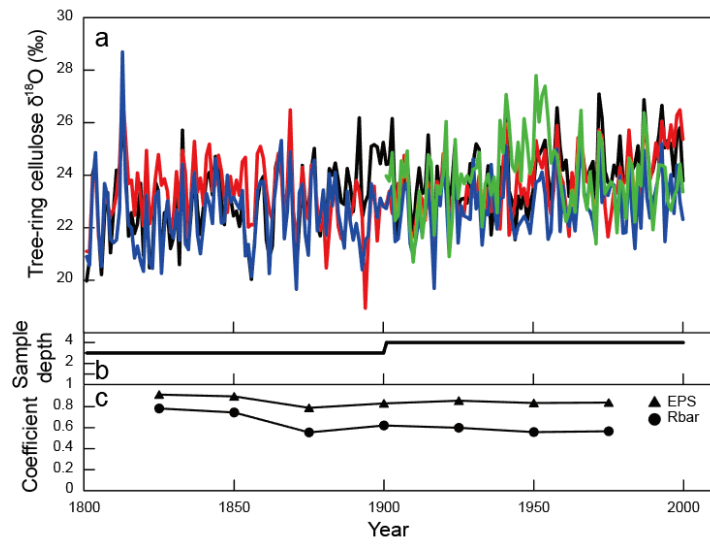 a
Tree-ring cellulose δ¹⁸O (‰)
30
28
26
24
22
20
b
Sample
depth
4
2
0
c
Coefficient
1
0.8
0.6
0.4
0.2
0
EPS
Rbar
1800
1850
1900
1950
2000
Year